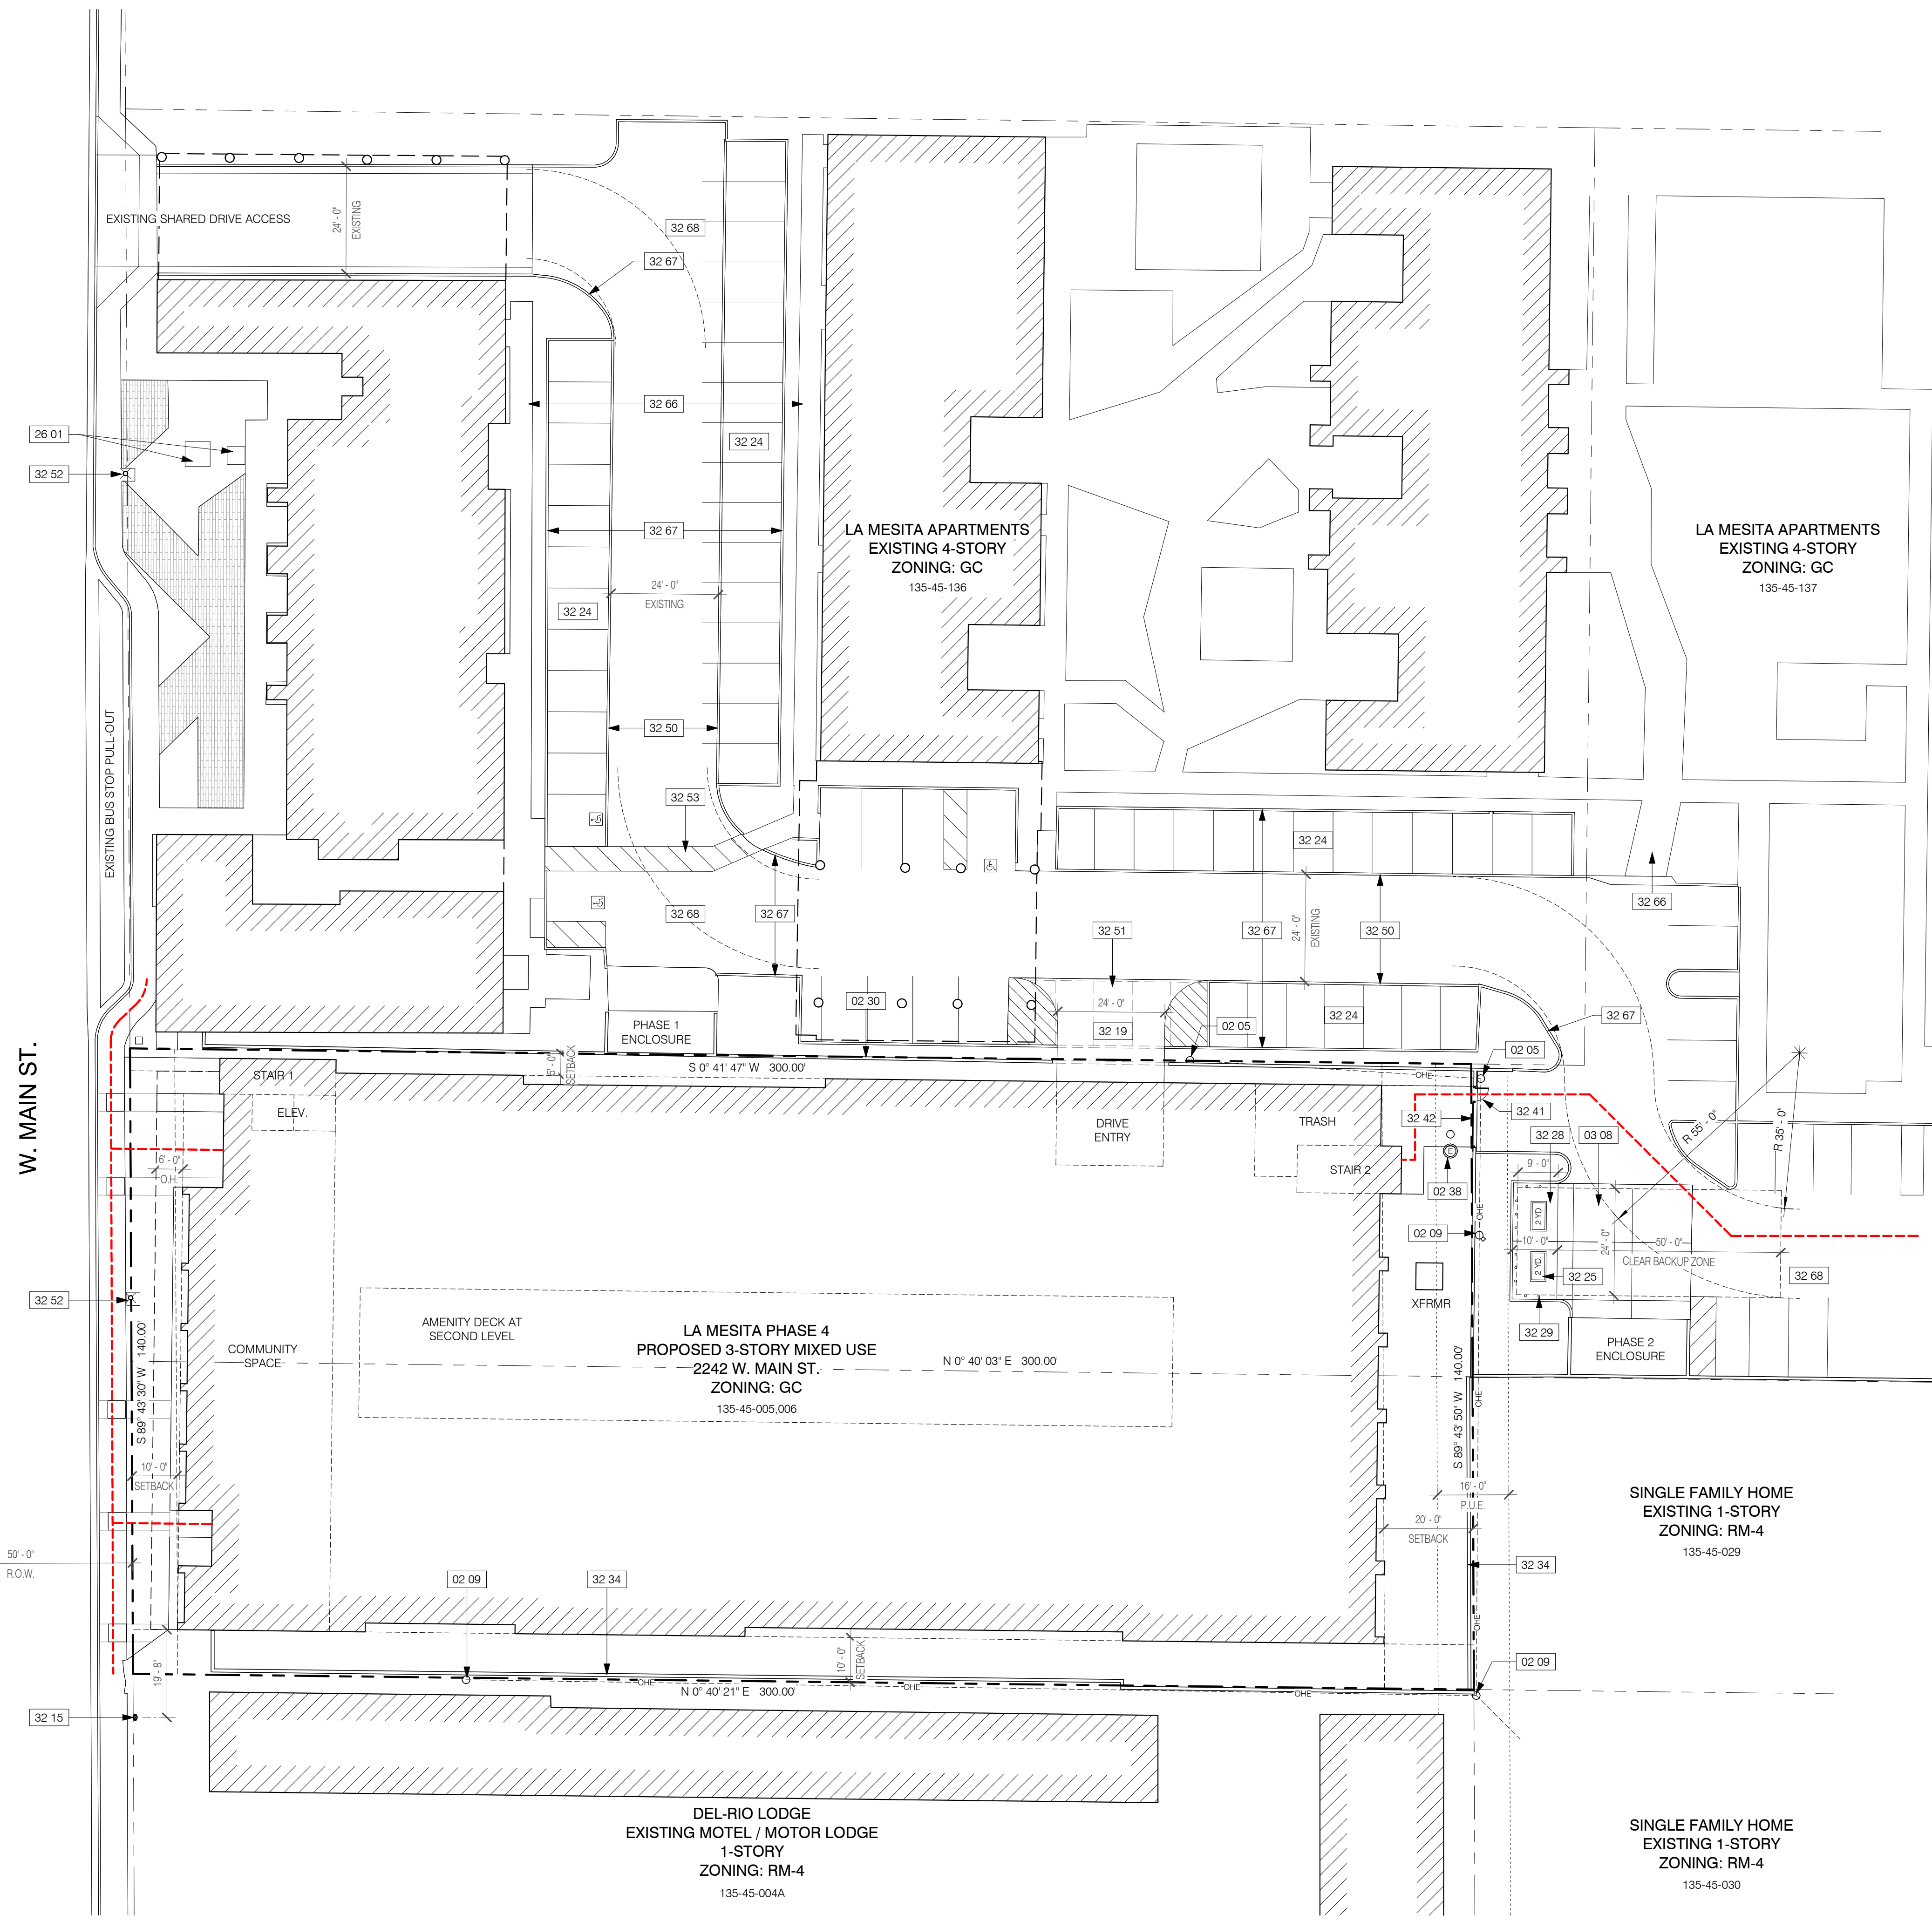 EXISTING SHARED DRIVE ACCESS
24' - 0"
EXISTING
32 68
32 67
26 01
32 52
32 66
32 24
32 67
24' - 0"
EXISTING
32 24
32 50
32 53
LA MESITA APARTMENTS
EXISTING 4-STORY
ZONING: GC
135-45-136
LA MESITA APARTMENTS
EXISTING 4-STORY
ZONING: GC
135-45-137
EXISTING BUS STOP PULL-OUT
32 24
32 68
32 67
32 51
32 67
24' - 0"
EXISTING
32 50
32 66
02 30
24' - 0"
32 19
32 24
02 05
32 67
PHASE 1
ENCLOSURE
W. MAIN ST.
5' - 0"
SETBACK
S 0° 41' 47" W 300.00'
OHE
02 05
STAIR 1
ELEV.
DRIVE
ENTRY
TRASH
STAIR 2
32 42
32 41
32 28
03 08
R 55' - 0"
R 35' - 0"
6' - 0"
O.H.
E
02 38
9' - 0"
OHE
2 YD.
2 YD.
02 09
10' - 0"
24' - 0"
50' - 0"
CLEAR BACKUP ZONE
32 25
32 68
XFRMR
32 29
PHASE 2
ENCLOSURE
32 52
S 89° 43' 30" W 140.00'
COMMUNITY
SPACE
AMENITY DECK AT
SECOND LEVEL
LA MESITA PHASE 4
PROPOSED 3-STORY MIXED USE
2242 W. MAIN ST.
ZONING: GC
135-45-005,006
N 0° 40' 03" E 300.00'
S 89° 43' 50" W 140.00'
OHE
10' - 0"
SETBACK
16' - 0"
P.U.E.
20' - 0"
SETBACK
SINGLE FAMILY HOME
EXISTING 1-STORY
ZONING: RM-4
135-45-029
50' - 0"
R.O.W.
02 09
32 34
32 34
OHE
19' - 8"
10' - 0"
SETBACK
02 09
OHE
N 0° 40' 21" E 300.00'
OHE
OHE
32 15
DEL-RIO LODGE
EXISTING MOTEL / MOTOR LODGE
1-STORY
ZONING: RM-4
135-45-004A
SINGLE FAMILY HOME
EXISTING 1-STORY
ZONING: RM-4
135-45-030